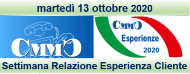 martedì 13 ottobre 2020
CMMC
CMMC
Esperienze
2020
Settimana Relazione Esperienza Cliente